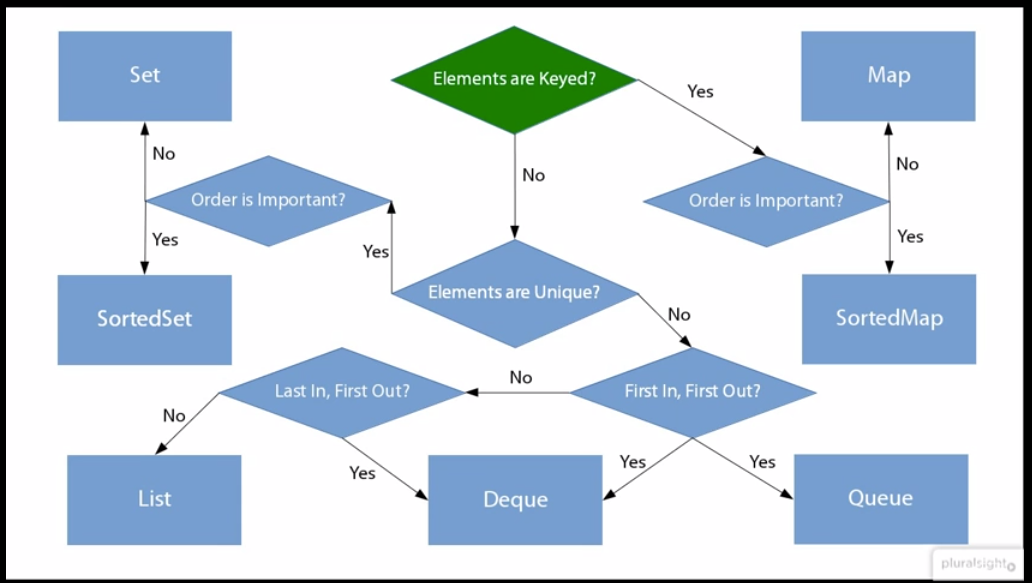 Set
Elements are Keyed?
Map
Yes
No
No
No
Order is Important?
Order is Important?
Yes
Yes
Yes
SortedSet
Elements are Unique?
SortedMap
No
Last In, First Out?
No
First In, First Out?
No
Yes
Yes
Yes
List
Deque
Queue
pluralsight